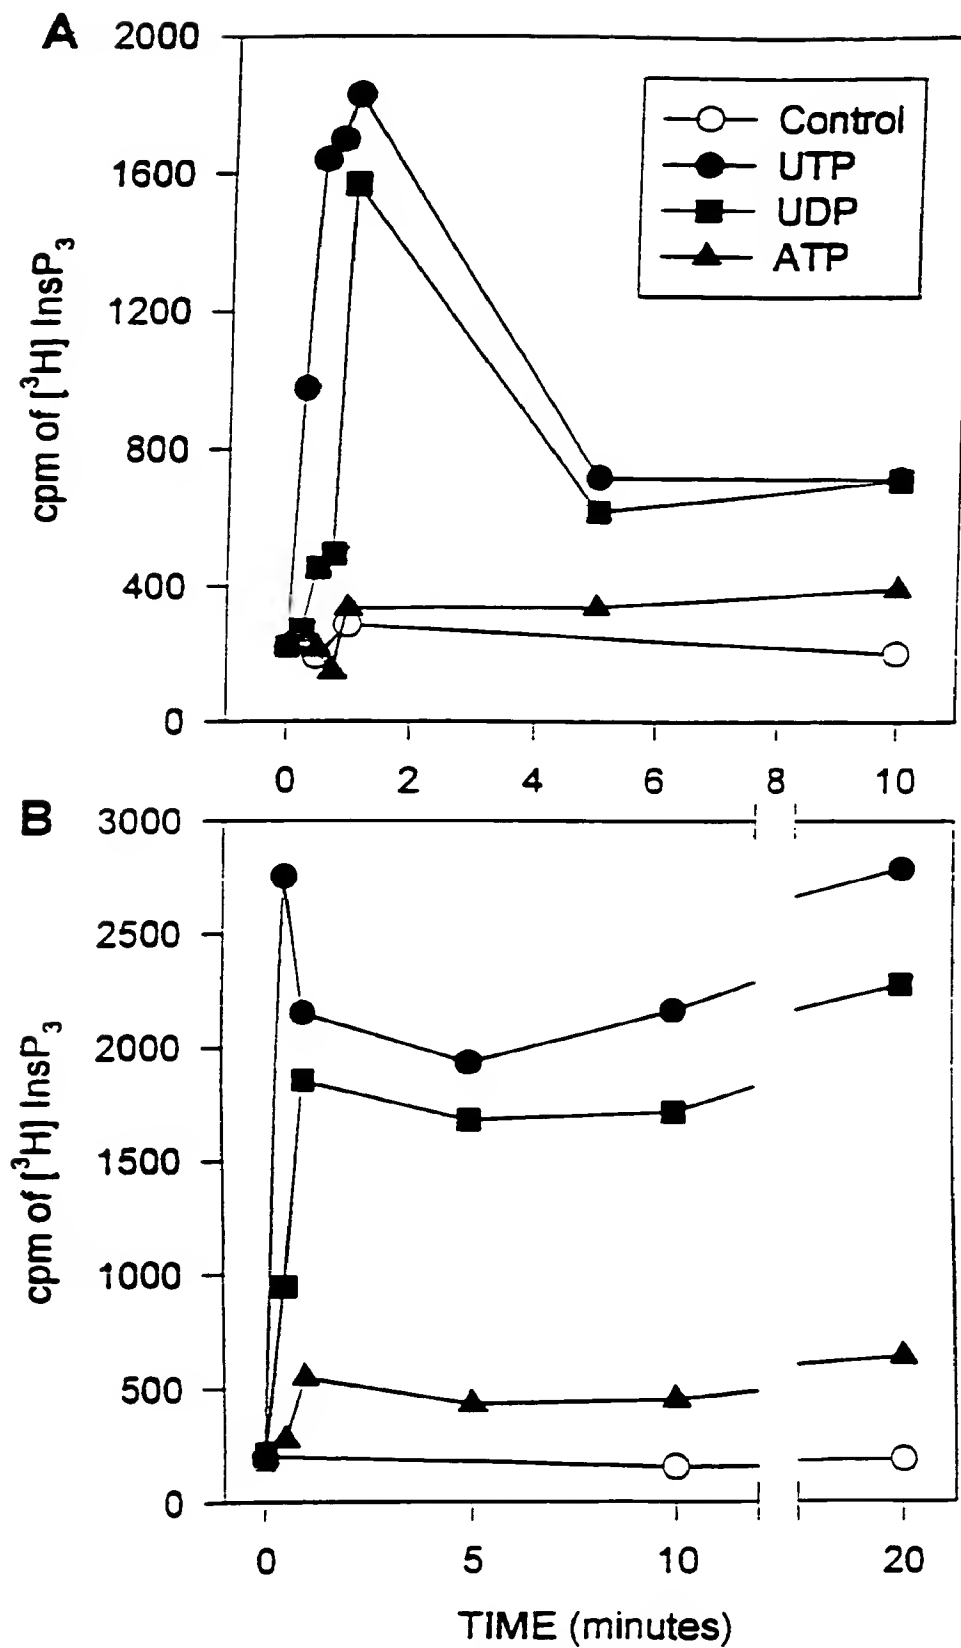 A
2000
1600
1200
800
400
0
cpm of [³H] InsP₃
Control
UTP
UDP
ATP
0 2 4 6 8 10
B
3000
2500
2000
1500
1000
500
0
cpm of [³H] InsP₃
0 5 10 20
TIME (minutes)